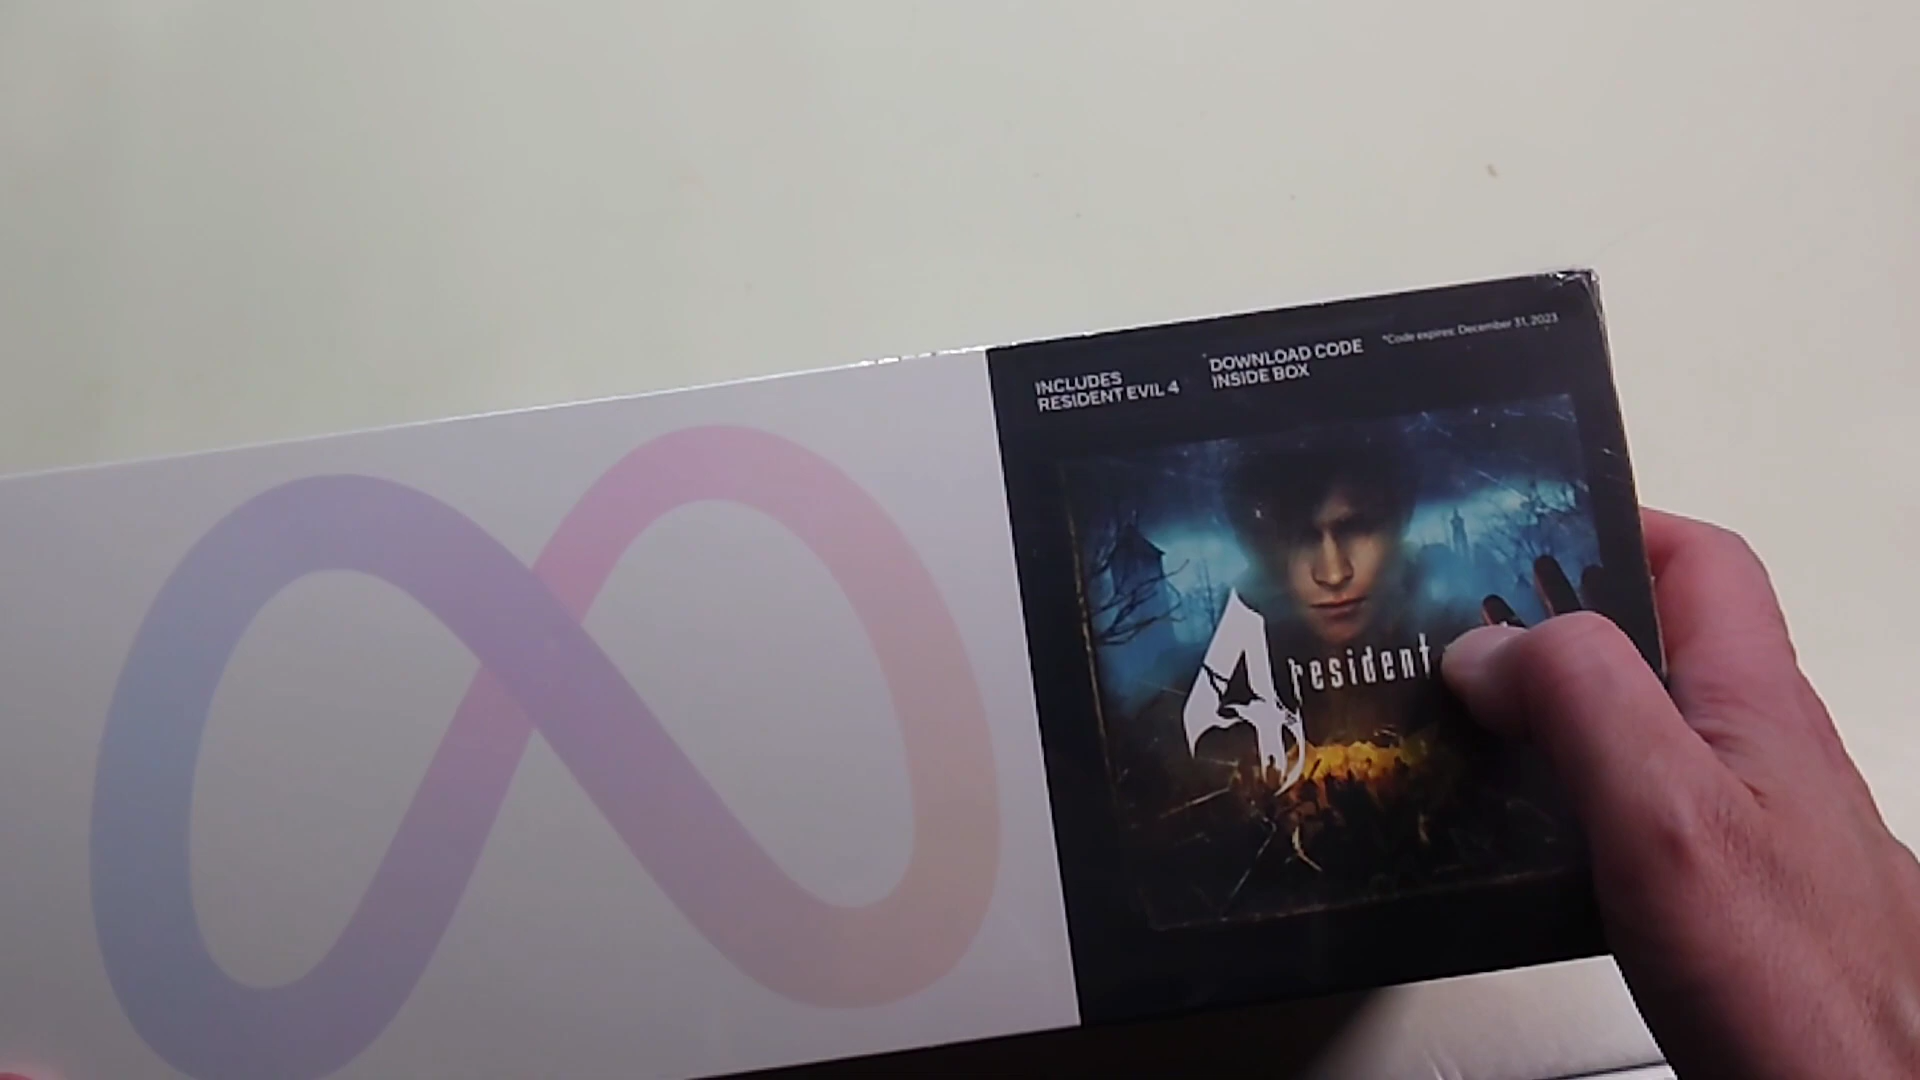 INCLUDES
RESIDENT EVIL 4
DOWNLOAD CODE
INSIDE BOX
*Code expires: December 31, 2023
4
resident